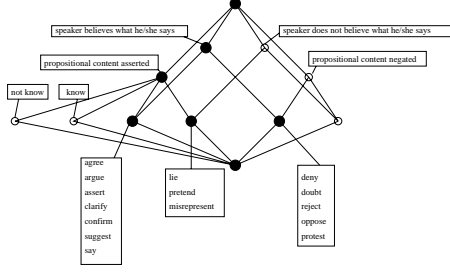 speaker believes what he/she says
speaker does not believe what he/she says
propositional content asserted
propositional content negated
not know
know
agree
argue
assert
clarify
confirm
suggest
say
lie
pretend
misrepresent
deny
doubt
reject
oppose
protest